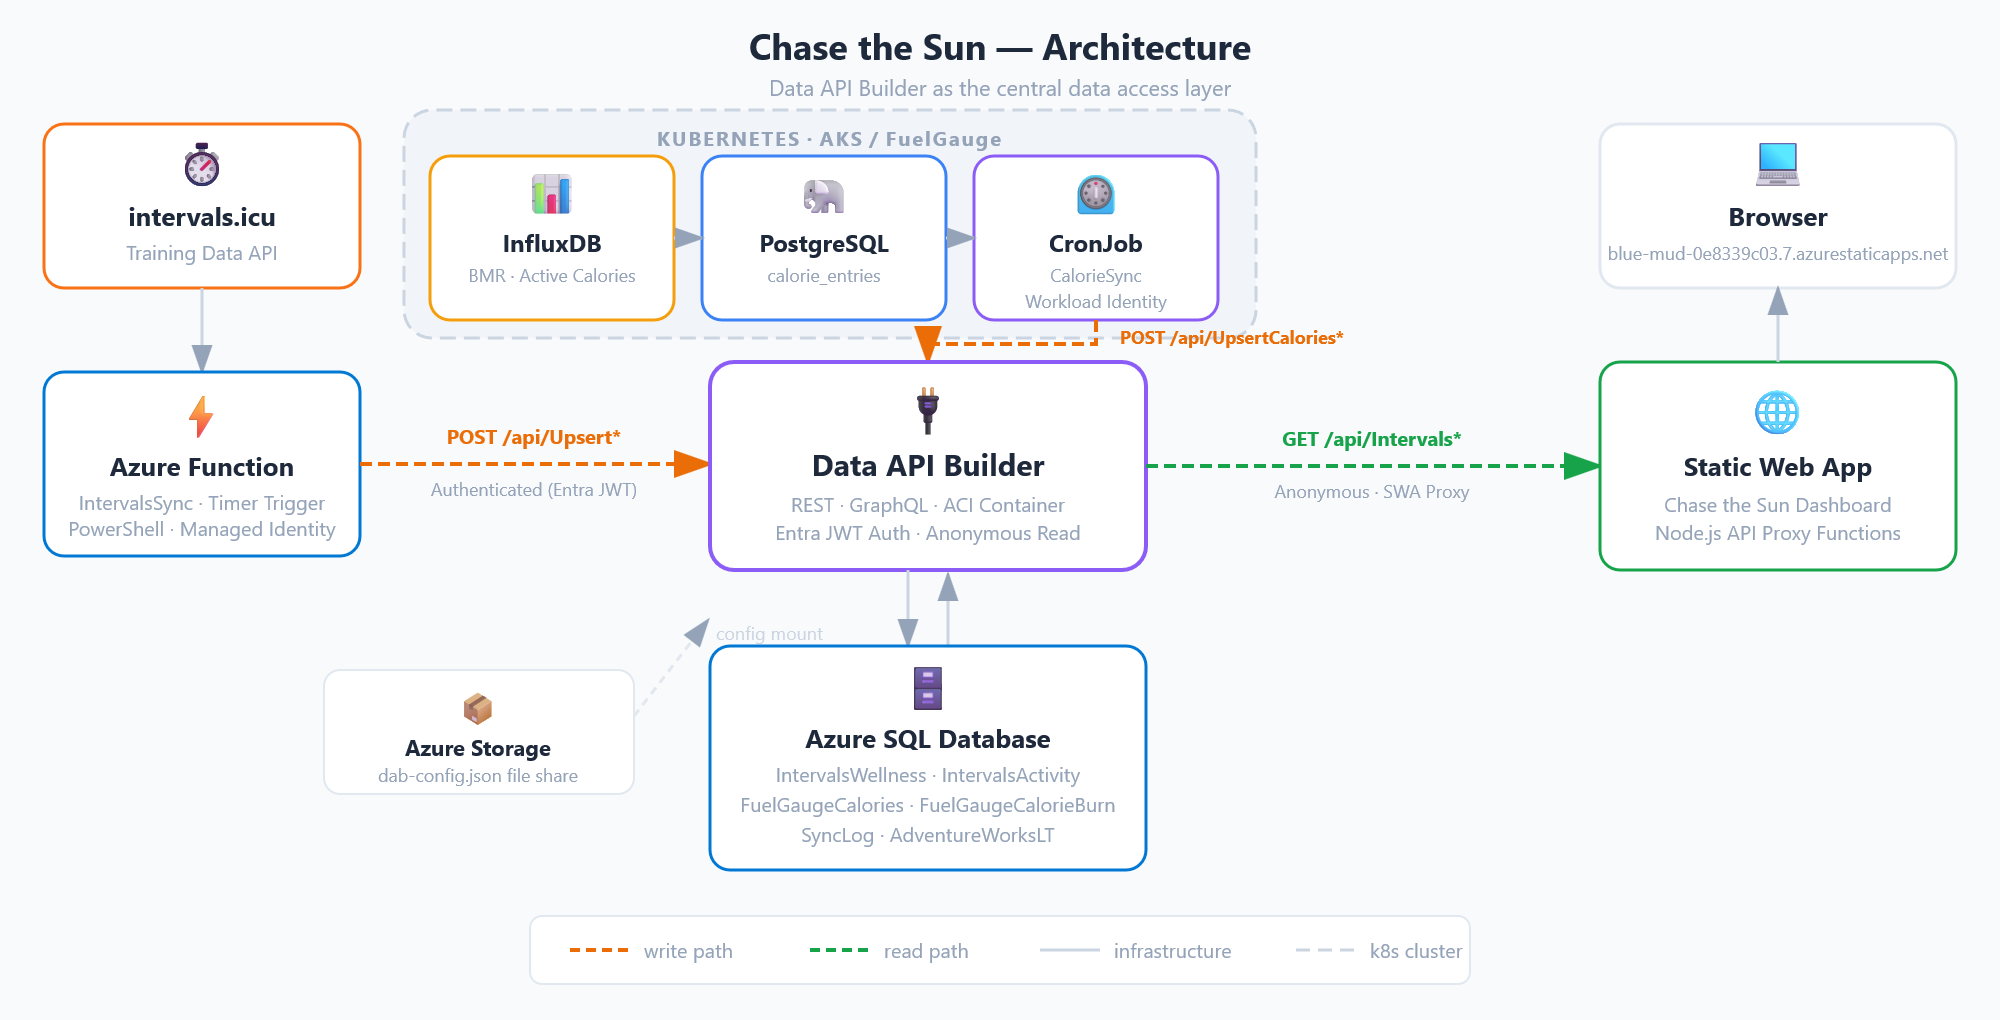 Chase the Sun — Architecture
Data API Builder as the central data access layer
KUBERNETES · AKS / FuelGauge
intervals.icu
Training Data API
InfluxDB
BMR · Active Calories
PostgreSQL
calorie_entries
CronJob
CalorieSync
Workload Identity
Browser
blue-mud-0e8339c03.7.azurestaticapps.net
POST /api/UpsertCalories*
Azure Function
IntervalsSync · Timer Trigger
PowerShell · Managed Identity
POST /api/Upsert*
Authenticated (Entra JWT)
Data API Builder
REST · GraphQL · ACI Container
Entra JWT Auth · Anonymous Read
GET /api/Intervals*
Anonymous · SWA Proxy
Static Web App
Chase the Sun Dashboard
Node.js API Proxy Functions
config mount
Azure Storage
dab-config.json file share
Azure SQL Database
IntervalsWellness · IntervalsActivity
FuelGaugeCalories · FuelGaugeCalorieBurn
SyncLog · AdventureWorksLT
write path
read path
infrastructure
k8s cluster